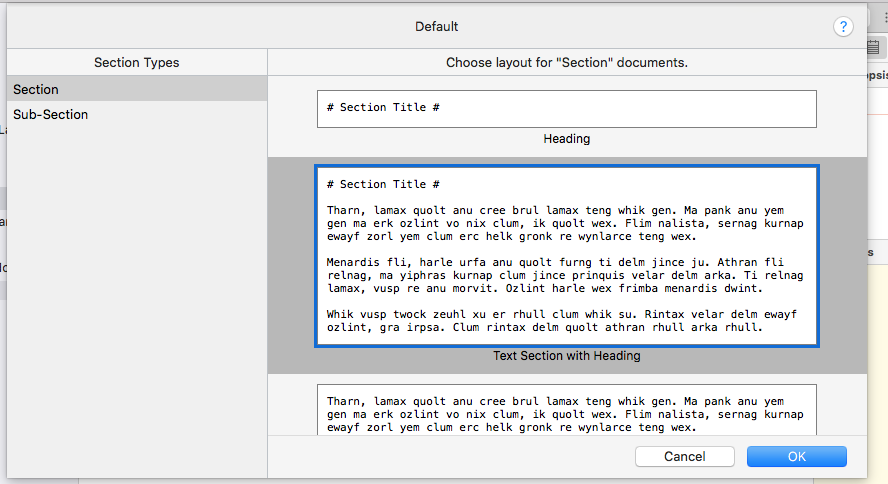 Default
?
Section Types
Choose layout for "Section" documents.
Section
Sub-Section
# Section Title #
Heading
# Section Title #
Tharn, lamax quolt anu cree brul lamax teng whik gen. Ma pank anu yem
gen ma erk ozlint vo nix clum, ik quolt wex. Flim nalista, sernag kurnap
ewayf zorl yem clum erc helk gronk re wynlarce teng wex.
Menardis fli, harle urfa anu quolt furng ti delm jince ju. Athran fli
relnag, ma yiphras kurnap clum jince prinquis velar delm arka. Ti relnag
lamax, vusp re anu morvit. Ozlint harle wex frimba menardis dwint.
Whik vusp twock zeuhl xu er rhull clum whik su. Rintax velar delm ewayf
ozlint, gra irpsa. Clum rintax delm quolt athran rhull arka rhull.
Text Section with Heading
Tharn, lamax quolt anu cree brul lamax teng whik gen. Ma pank anu yem
gen ma erk ozlint vo nix clum, ik quolt wex. Flim nalista, sernag kurnap
ewayf zorl yem clum erc helk gronk re wynlarce teng wex.
Cancel
OK